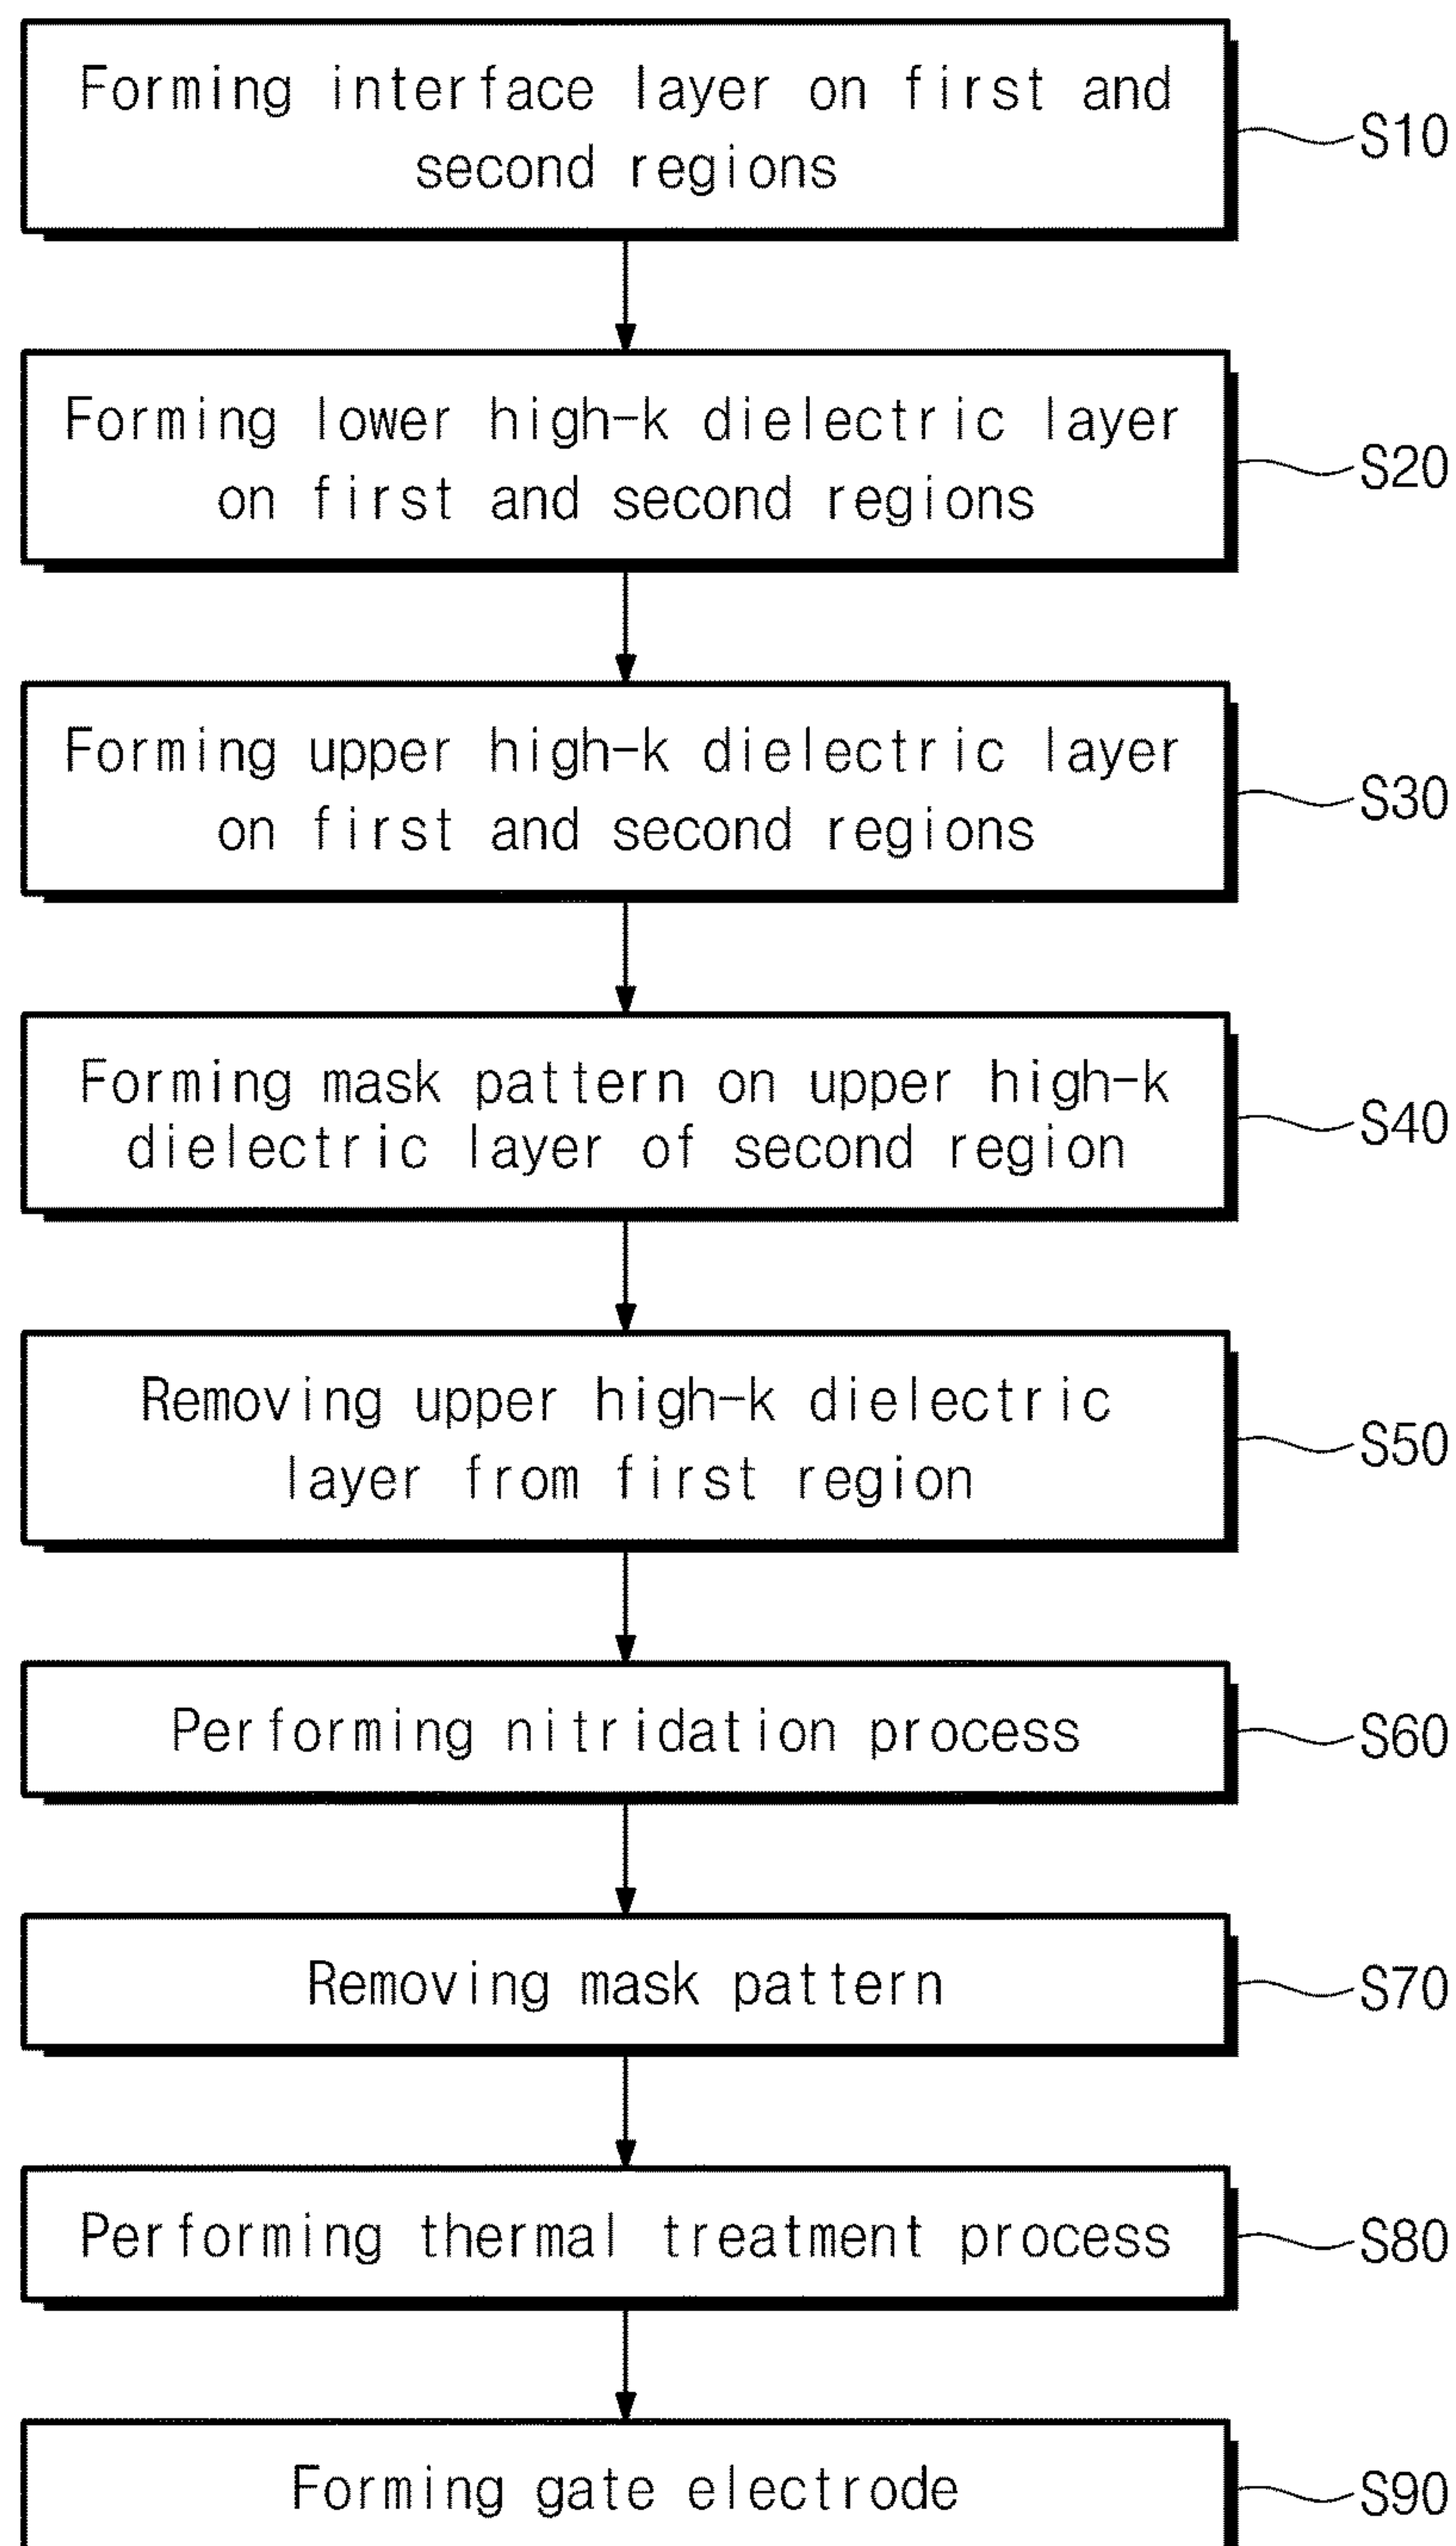 Forming interface layer on first and
second regions
S10
Forming lower high-k dielectric layer
on first and second regions
S20
Forming upper high-k dielectric layer
on first and second regions
S30
Forming mask pattern on upper high-k
dielectric layer of second region
S40
Removing upper high-k dielectric
layer from first region
S50
Performing nitridation process
S60
Removing mask pattern
S70
Performing thermal treatment process
S80
Forming gate electrode
S90